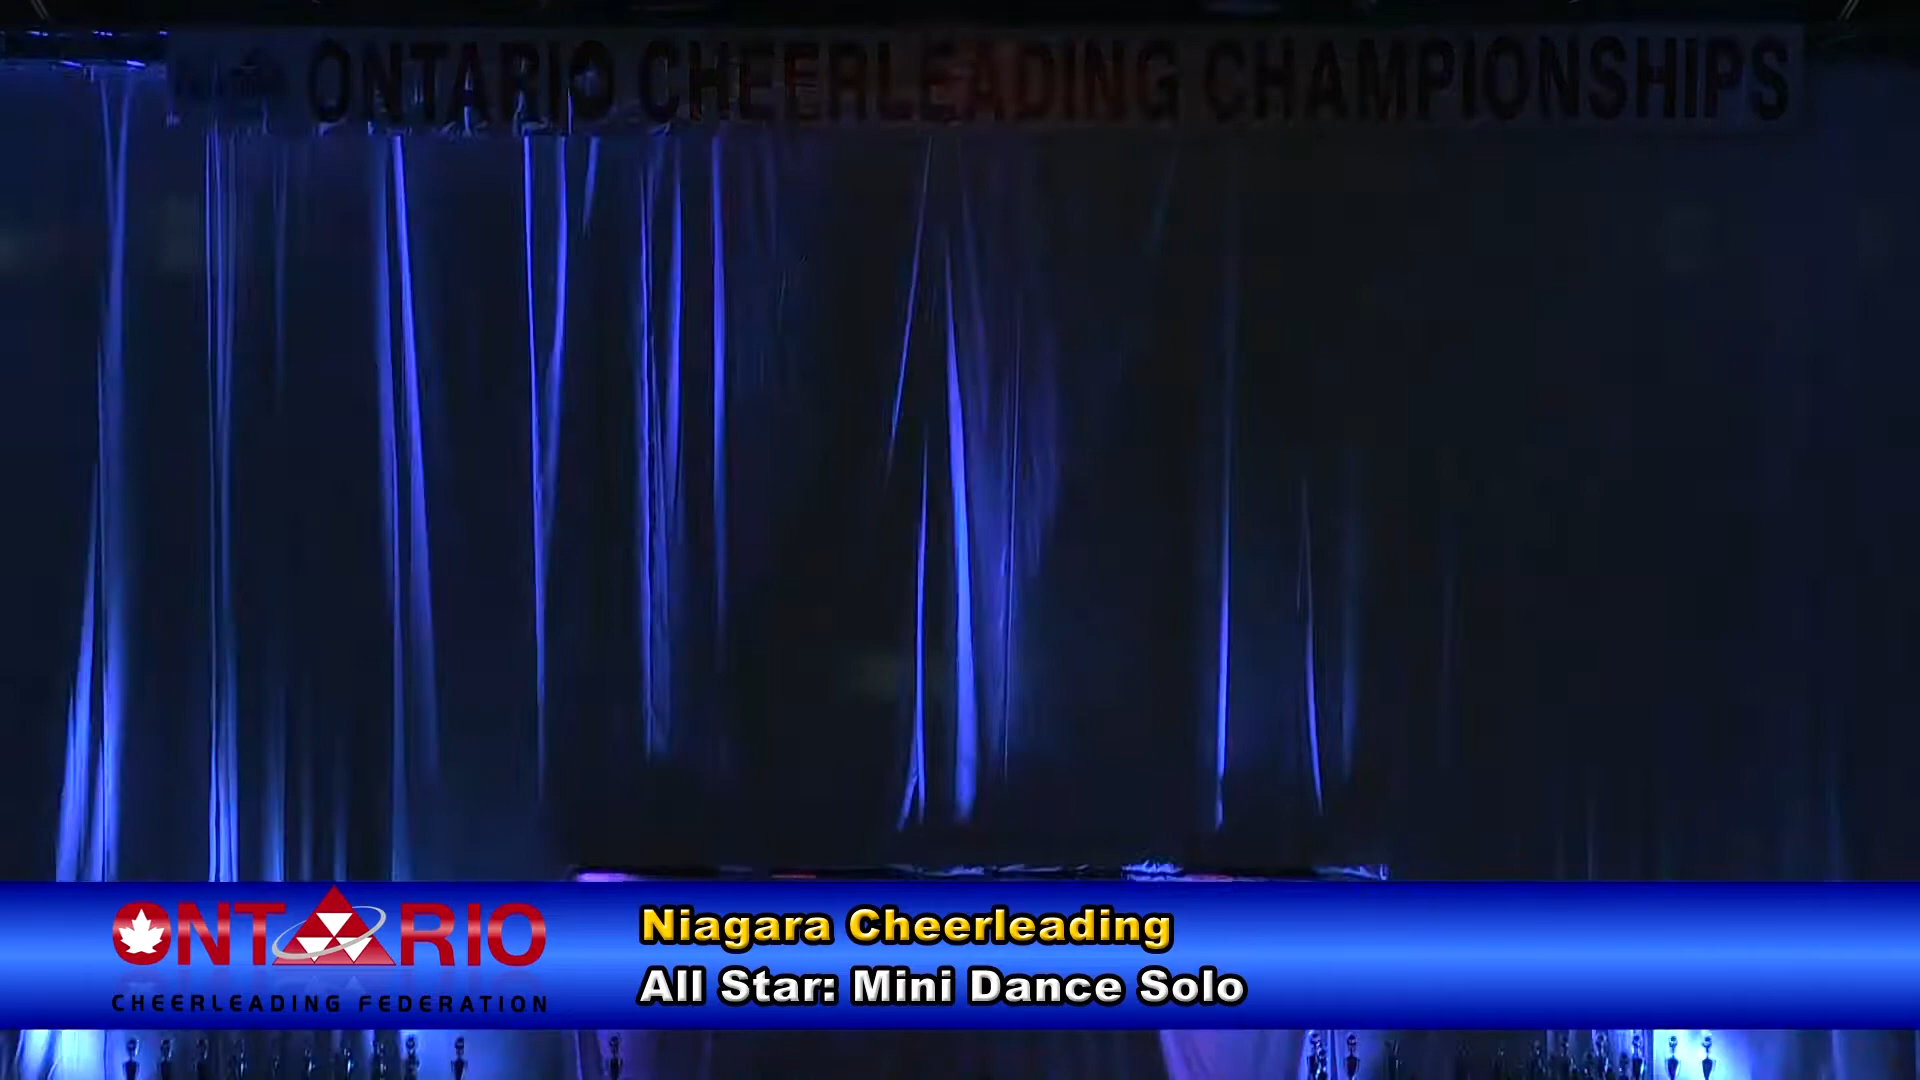 ONTARIO CHEERLEADING CHAMPIONSHIPS
ONTARIO
CHEERLEADING FEDERATION
Niagara Cheerleading
All Star: Mini Dance Solo